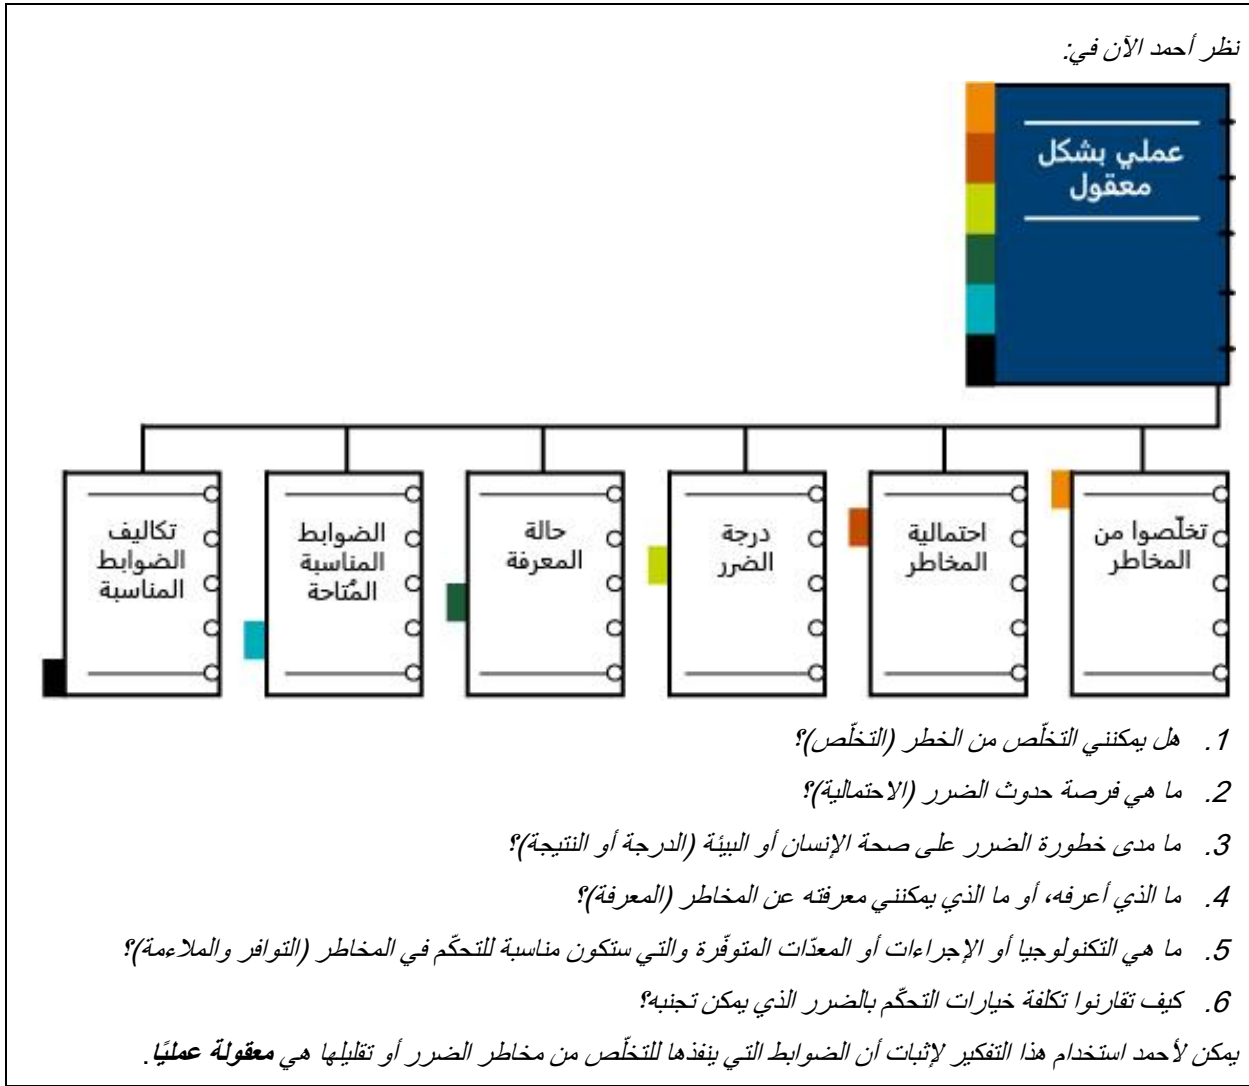 نظر أحمد الآن في:
عملي بشكل
معقول
تخلّصوا من
المخاطر
احتمالية
المخاطر
درجة
الضرر
حالة
المعرفة
الضوابط
المناسبة
المُتاحة
تكاليف
الضوابط
المناسبة
1. هل يمكنني التخلّص من الخطر (التخلّص)؟
2. ما هي فرصة حدوث الضرر (الاحتمالية)؟
3. ما مدى خطورة الضرر على صحة الإنسان أو البيئة (الدرجة أو النتيجة)؟
4. ما الذي أعرفه، أو ما الذي يمكنني معرفته عن المخاطر (المعرفة)؟
5. ما هي التكنولوجيا أو الإجراءات أو المعدّات المتوفّرة والتي ستكون مناسبة للتحكّم في المخاطر (التوافر والملاءمة)؟
6. كيف تقارنوا تكلفة خيارات التحكّم بالضرر الذي يمكن تجنبه؟
يمكن لأحمد استخدام هذا التفكير لإثبات أن الضوابط التي ينفذها للتخلّص من مخاطر الضرر أو تقليلها هي معقولة عمليًا.